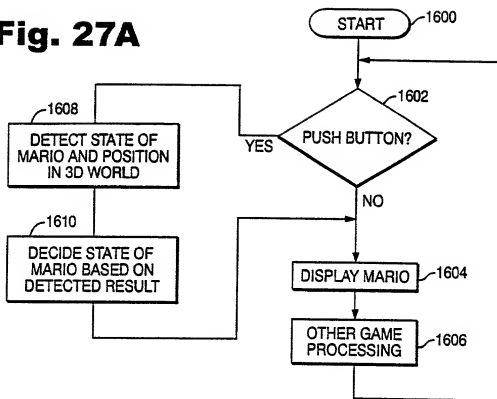 Fig. 27A
START
1600
1602
PUSH BUTTON?
YES
NO
1608
DETECT STATE OF
MARIO AND POSITION
IN 3D WORLD
1610
DECIDE STATE OF
MARIO BASED ON
DETECTED RESULT
DISPLAY MARIO
1604
OTHER GAME
PROCESSING
1606